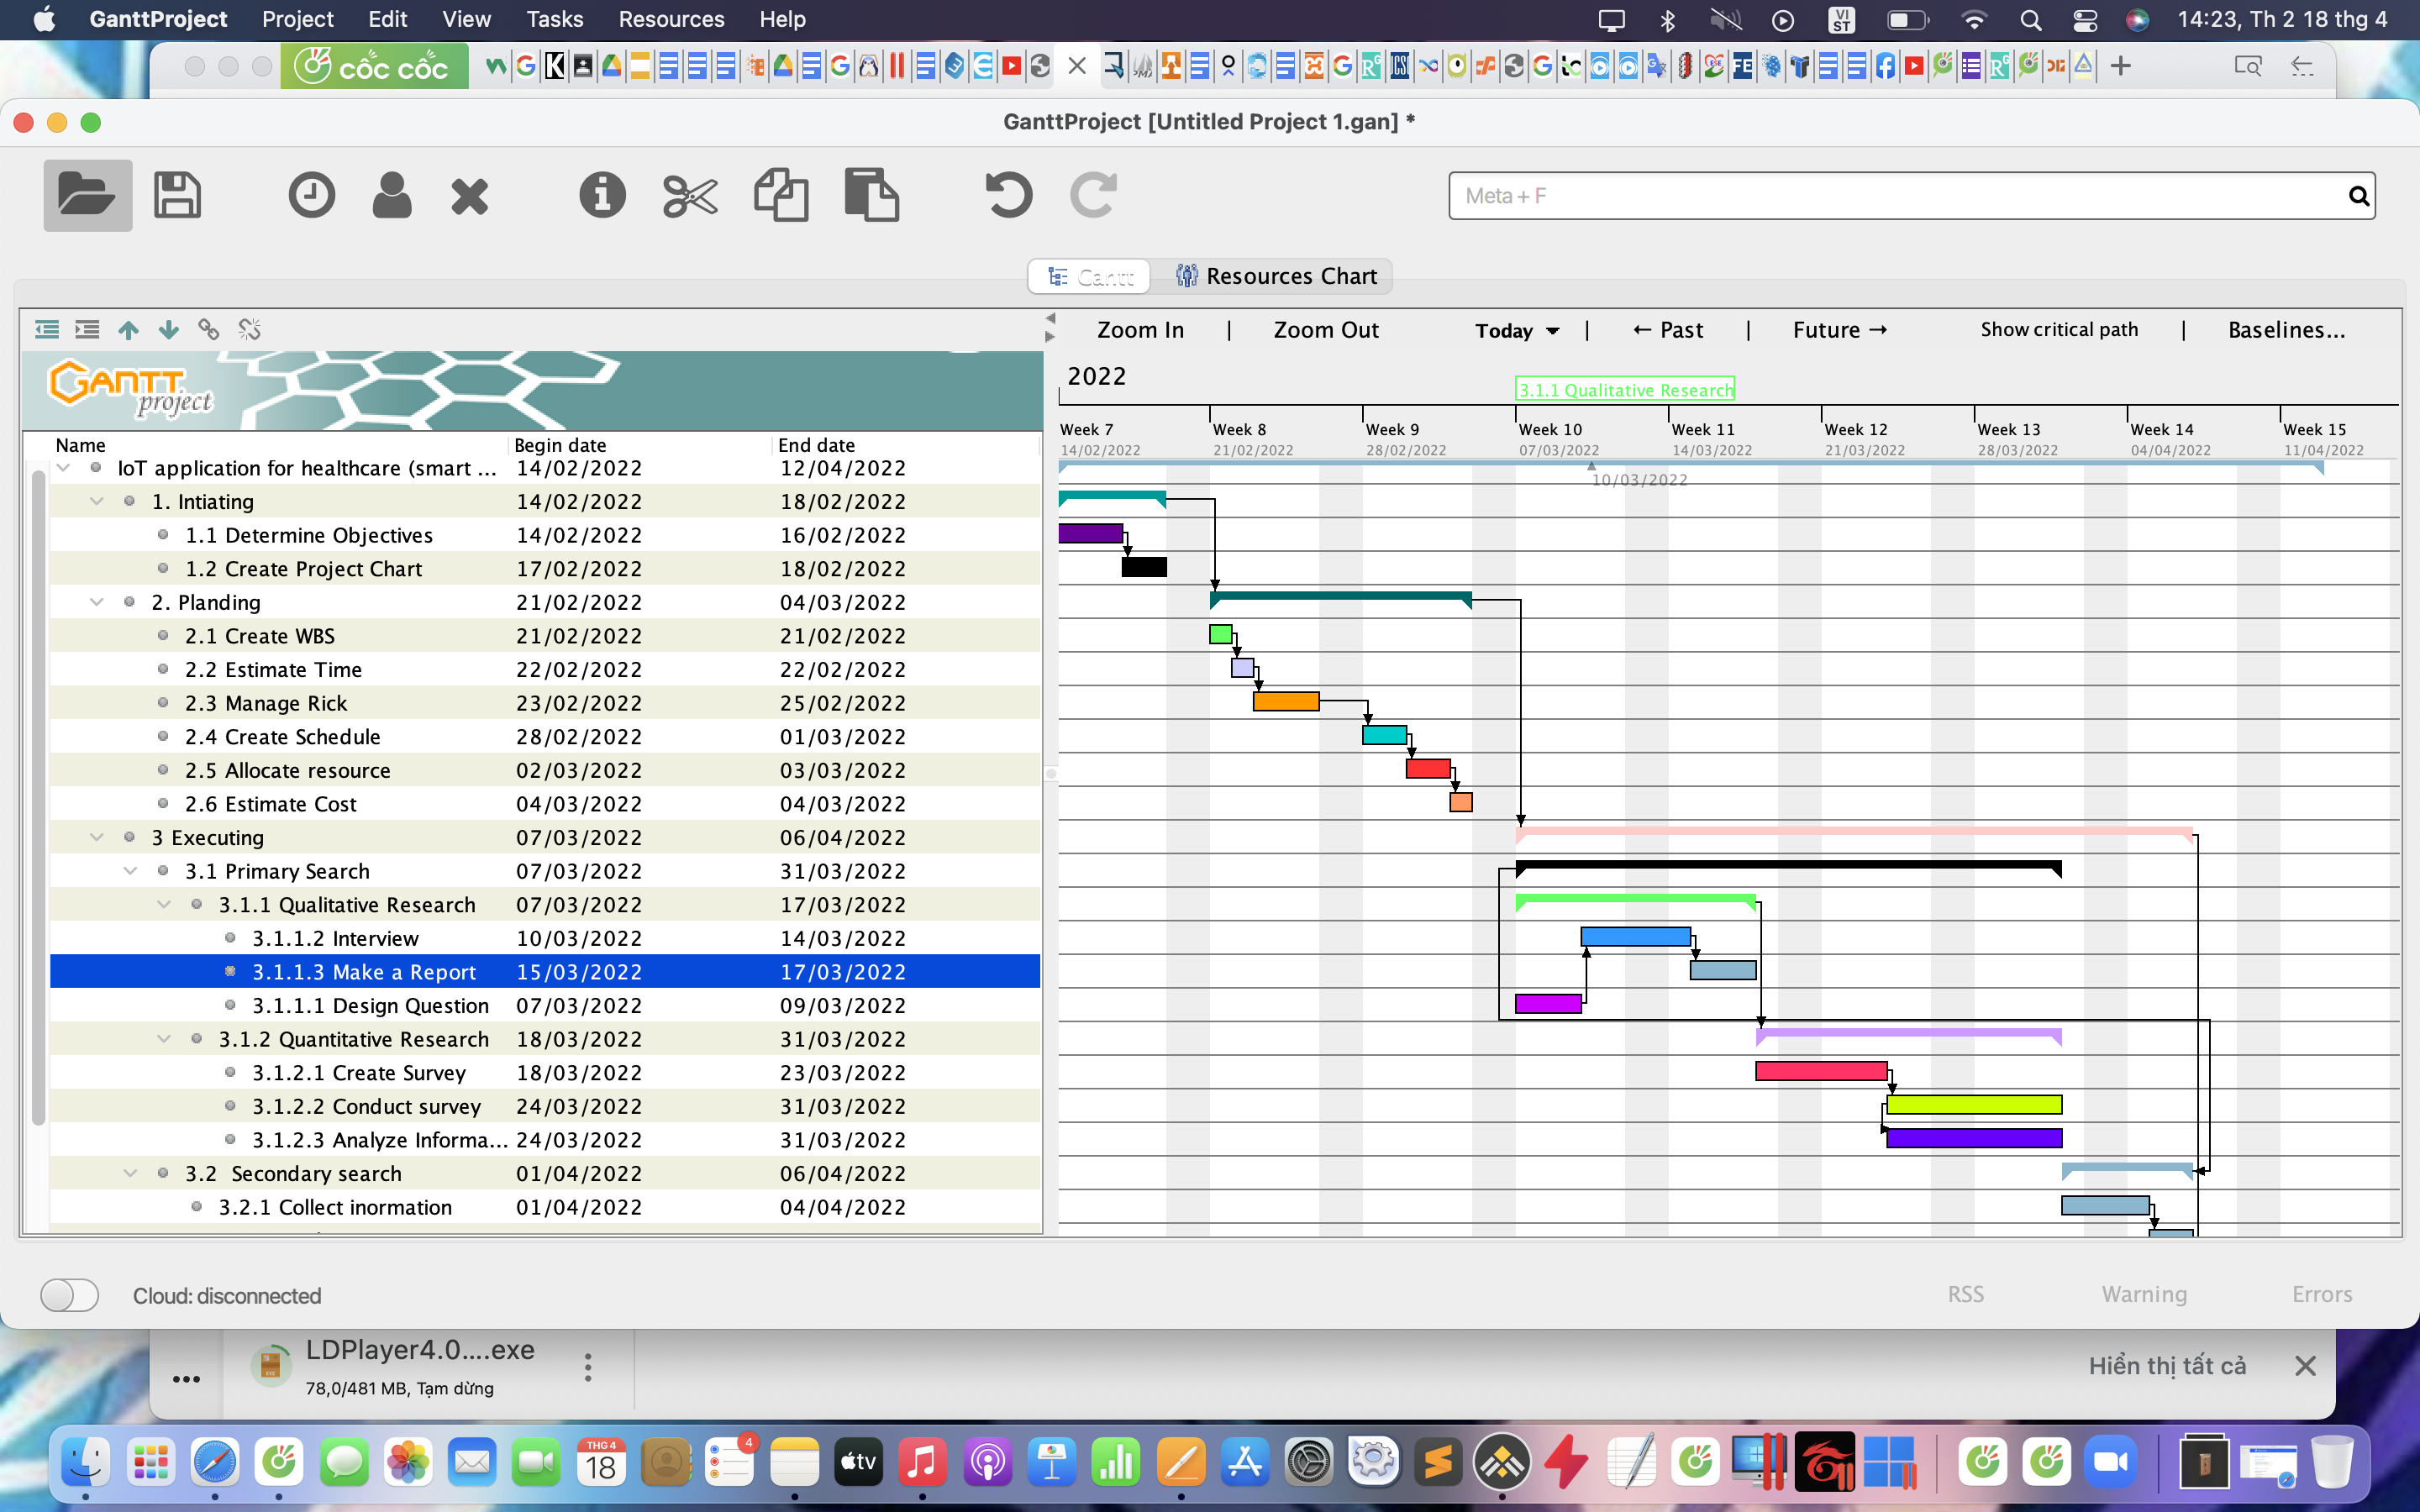 GanttProject Project Edit View Tasks Resources Help VI ST 14:23, Th 2 18 thg 4
cốc cốc
GanttProject [Untitled Project 1.gan] *
Meta + F
Gantt Resources Chart
Zoom In | Zoom Out Today | ← Past | Future → Show critical path | Baselines...
GANTT project
2022
3.1.1 Qualitative Research
Week 7 Week 8 Week 9 Week 10 Week 11 Week 12 Week 13 Week 14 Week 15
14/02/2022 21/02/2022 28/02/2022 07/03/2022 14/03/2022 21/03/2022 28/03/2022 04/04/2022 11/04/2022
10/03/2022
Name Begin date End date
IoT application for healthcare (smart ... 14/02/2022 12/04/2022
1. Intiating 14/02/2022 18/02/2022
1.1 Determine Objectives 14/02/2022 16/02/2022
1.2 Create Project Chart 17/02/2022 18/02/2022
2. Planding 21/02/2022 04/03/2022
2.1 Create WBS 21/02/2022 21/02/2022
2.2 Estimate Time 22/02/2022 22/02/2022
2.3 Manage Rick 23/02/2022 25/02/2022
2.4 Create Schedule 28/02/2022 01/03/2022
2.5 Allocate resource 02/03/2022 03/03/2022
2.6 Estimate Cost 04/03/2022 04/03/2022
3 Executing 07/03/2022 06/04/2022
3.1 Primary Search 07/03/2022 31/03/2022
3.1.1 Qualitative Research 07/03/2022 17/03/2022
3.1.1.2 Interview 10/03/2022 14/03/2022
3.1.1.3 Make a Report 15/03/2022 17/03/2022
3.1.1.1 Design Question 07/03/2022 09/03/2022
3.1.2 Quantitative Research 18/03/2022 31/03/2022
3.1.2.1 Create Survey 18/03/2022 23/03/2022
3.1.2.2 Conduct survey 24/03/2022 31/03/2022
3.1.2.3 Analyze Informa... 24/03/2022 31/03/2022
3.2 Secondary search 01/04/2022 06/04/2022
3.2.1 Collect inormation 01/04/2022 04/04/2022
Cloud: disconnected RSS Warning Errors
LDPlayer4.0....exe
78,0/481 MB, Tạm dừng
Hiển thị tất cả
THG 4
18
4
tv